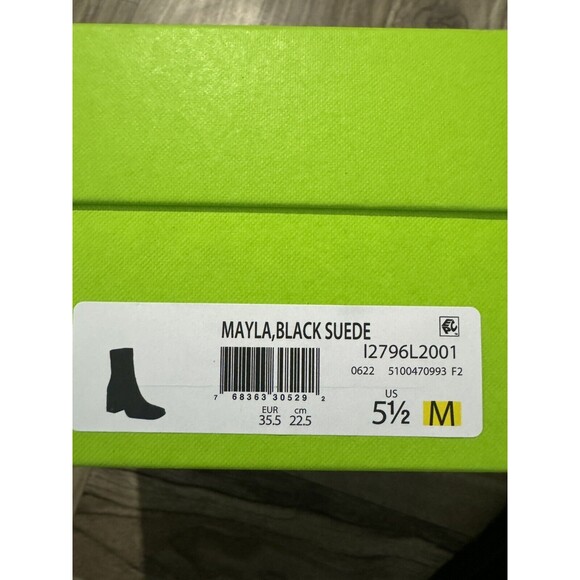 MAYLA,BLACK SUEDE
I2796L2001
0622 5100470993 F2
7 68363 30529 2
EUR cm US
35.5 22.5 5½ M